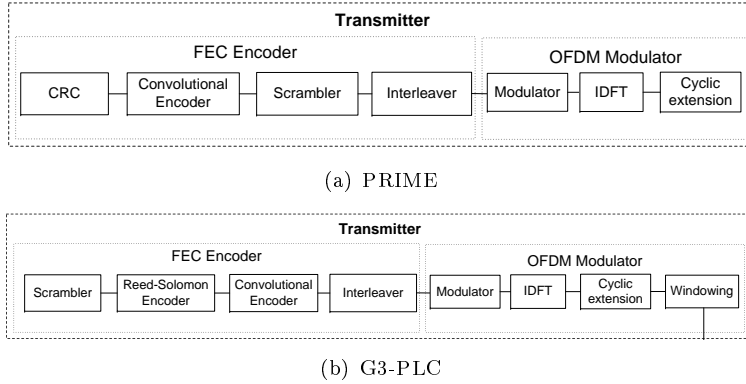 Transmitter
FEC Encoder
OFDM Modulator
CRC
Convolutional
Encoder
Scrambler
Interleaver
Modulator
IDFT
Cyclic
extension
(a) PRIME
Transmitter
FEC Encoder
OFDM Modulator
Scrambler
Reed-Solomon
Encoder
Convolutional
Encoder
Interleaver
Modulator
IDFT
Cyclic
extension
Windowing
(b) G3-PLC